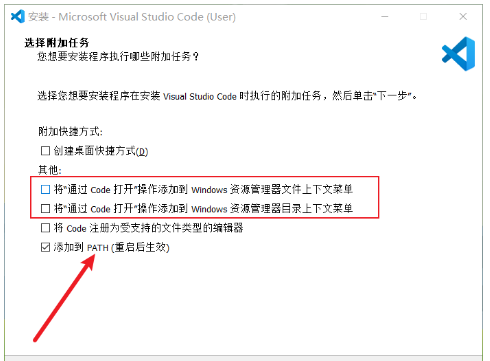 安装 - Microsoft Visual Studio Code (User)
选择附加任务
您想要安装程序执行哪些附加任务？
选择您想要安装程序在安装 Visual Studio Code 时执行的附加任务，然后单击“下一步”。
附加快捷方式:
创建桌面快捷方式(D)
其他:
将“通过 Code 打开”操作添加到 Windows 资源管理器文件上下文菜单
将“通过 Code 打开”操作添加到 Windows 资源管理器目录上下文菜单
将 Code 注册为受支持的文件类型的编辑器
添加到 PATH (重启后生效)